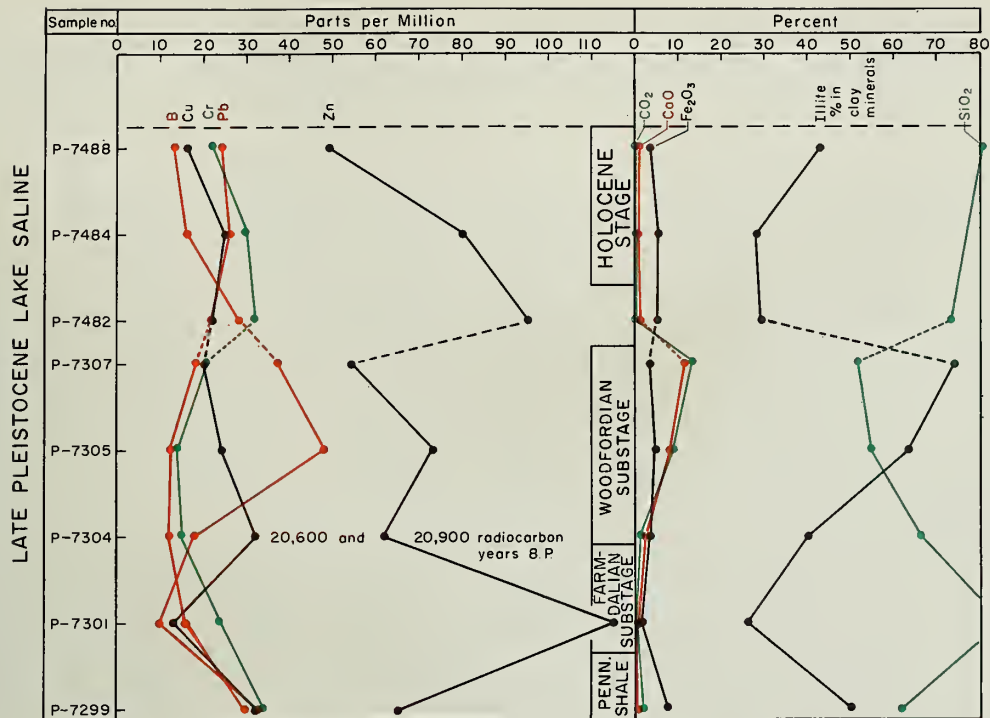 Sample no.
Parts per Million
Percent
0 10 20 30 40 50 60 70 80 90 100 110
0 10 20 30 40 50 60 70 80
B Cu Cr Pb Zn
CO2 CaO Fe2O3
Illite
% in
clay
minerals
SiO2
LATE PLEISTOCENE LAKE SALINE
P-7488
P-7484
P-7482
P-7307
P-7305
P-7304
P-7301
P-7299
HOLOCENE
STAGE
WOODFORDIAN
SUBSTAGE
FARM-
DALIAN
SUBSTAGE
PENN.
SHALE
20,600 and 20,900 radiocarbon
years B.P.